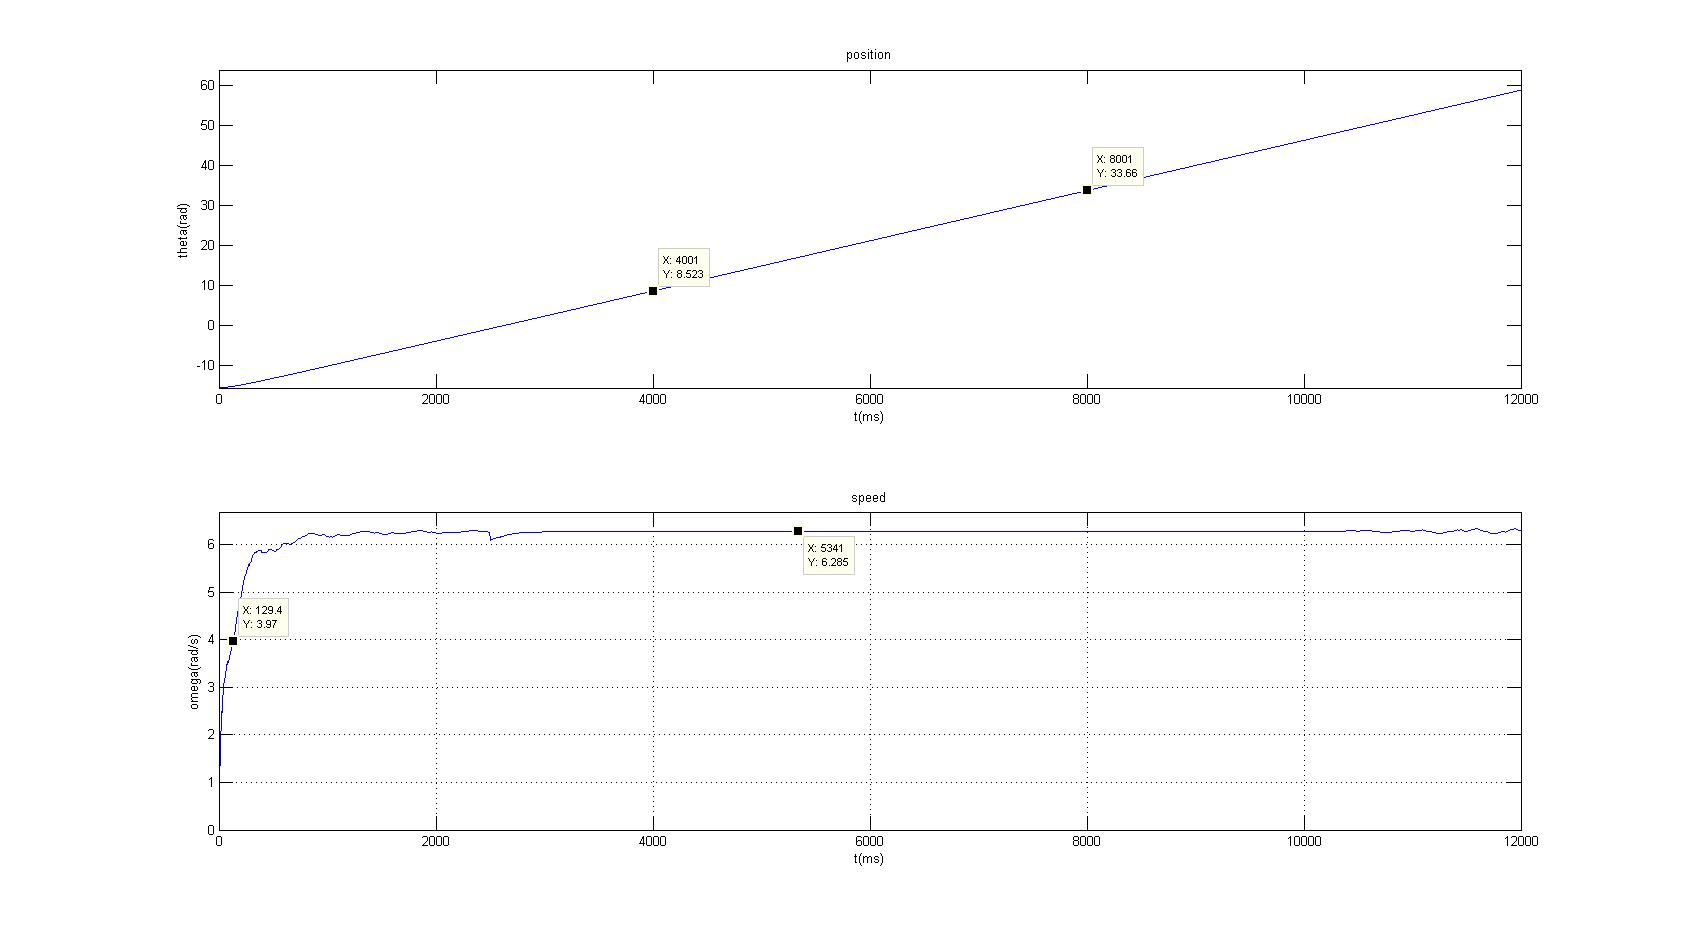 position
60
50
40
30
20
10
0
-10
theta(rad)
X: 8001
Y: 33.66
X: 4001
Y: 8.523
0 2000 4000 6000 8000 10000 12000
t(ms)
speed
6
5
4
3
2
1
0
omega(rad/s)
X: 5341
Y: 6.285
X: 129.4
Y: 3.97
0 2000 4000 6000 8000 10000 12000
t(ms)